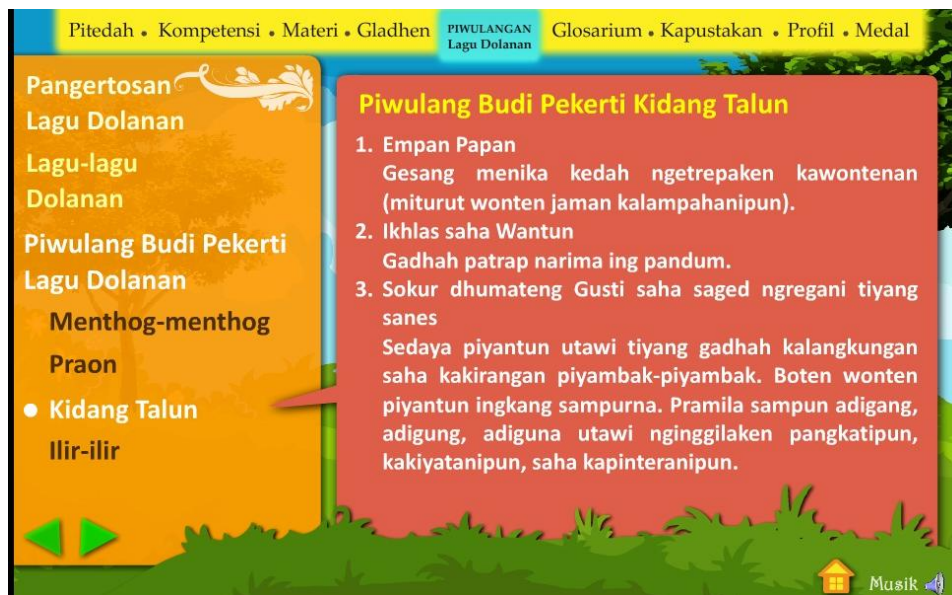 Pitedah • Kompetensi • Materi • Gladhen PIWULANGAN Glosarium • Kapustakan • Profil • Medal
Lagu Dolanan
Pangertosan
Lagu Dolanan
Lagu-lagu
Dolanan
Piwulang Budi Pekerti
Lagu Dolanan
Menthog-menthog
Praon
● Kidang Talun
Ilir-ilir
Piwulang Budi Pekerti Kidang Talun
1. Empan Papan
Gesang menika kedah ngetrepaken kawontenan
(miturut wonten jaman kalampahanipun).
2. Ikhlas saha Wantun
Gadhah patrap narima ing pandum.
3. Sokur dhumateng Gusti saha saged ngregani tiyang
sanes
Sedaya piyantun utawi tiyang gadhah kalangkungan
saha kakirangan piyambak-piyambak. Boten wonten
piyantun ingkang sampurna. Pramila sampun adigang,
adigung, adiguna utawi nginggilaken pangkatipun,
kakiyatanipun, saha kapinteranipun.
Musik